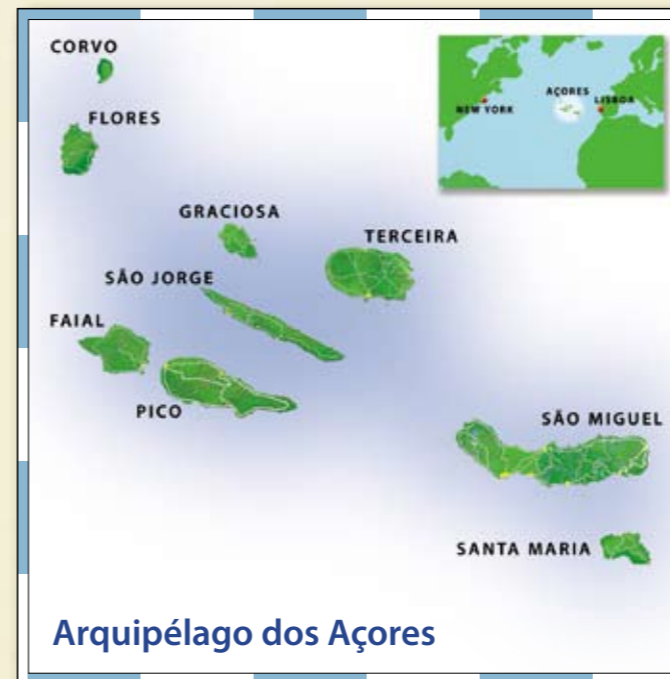 CORVO
FLORES
GRACIOSA
TERCEIRA
SÃO JORGE
FAIAL
PICO
SÃO MIGUEL
SANTA MARIA
AÇORES
LISBOA
NEW YORK
Arquipélago dos Açores